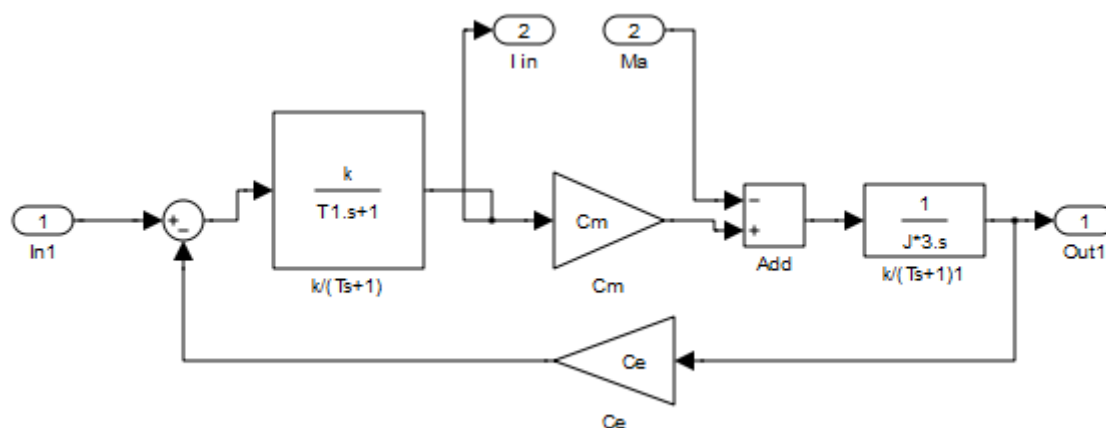 2
I in
2
Ma
k
T1.s+1
k/(Ts+1)
1
In1
+
−
Cm
Cm
−
+
Add
1
J*3.s
k/(Ts+1)1
1
Out1
Ce
Ce